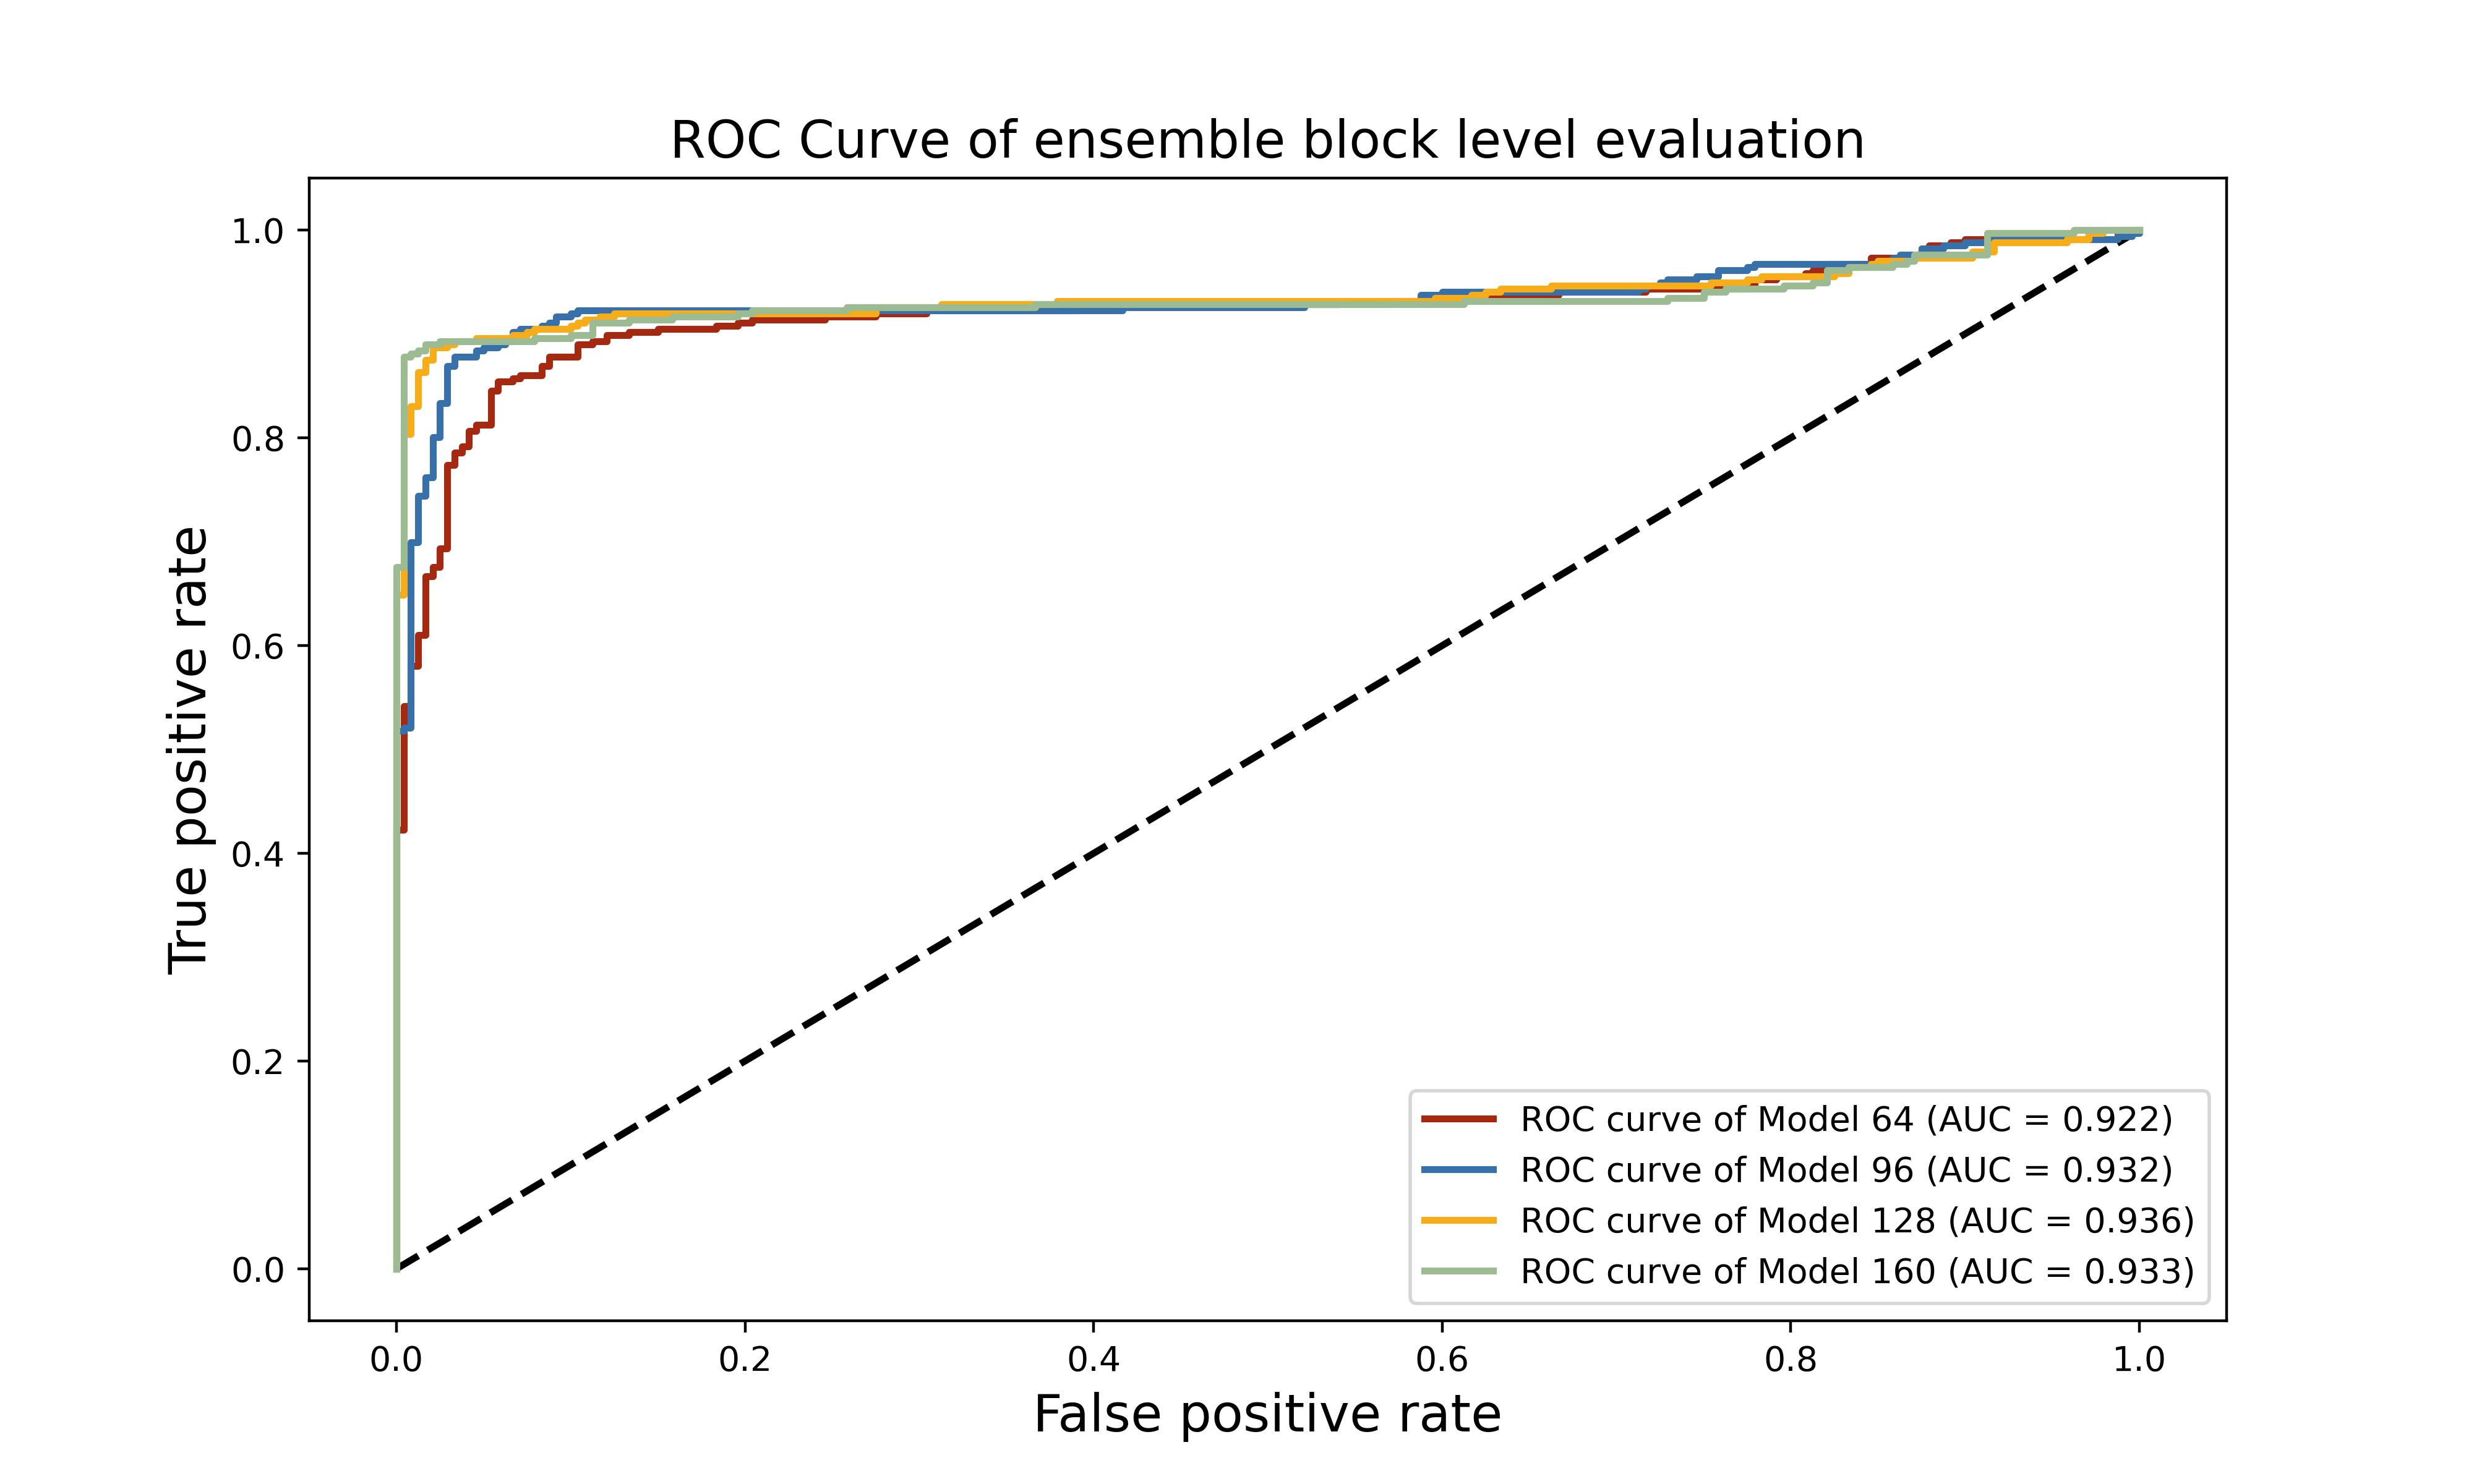 ROC Curve of ensemble block level evaluation
1.0
0.8
0.6
0.4
0.2
0.0
True positive rate
0.0 0.2 0.4 0.6 0.8 1.0
False positive rate
ROC curve of Model 64 (AUC = 0.922)
ROC curve of Model 96 (AUC = 0.932)
ROC curve of Model 128 (AUC = 0.936)
ROC curve of Model 160 (AUC = 0.933)